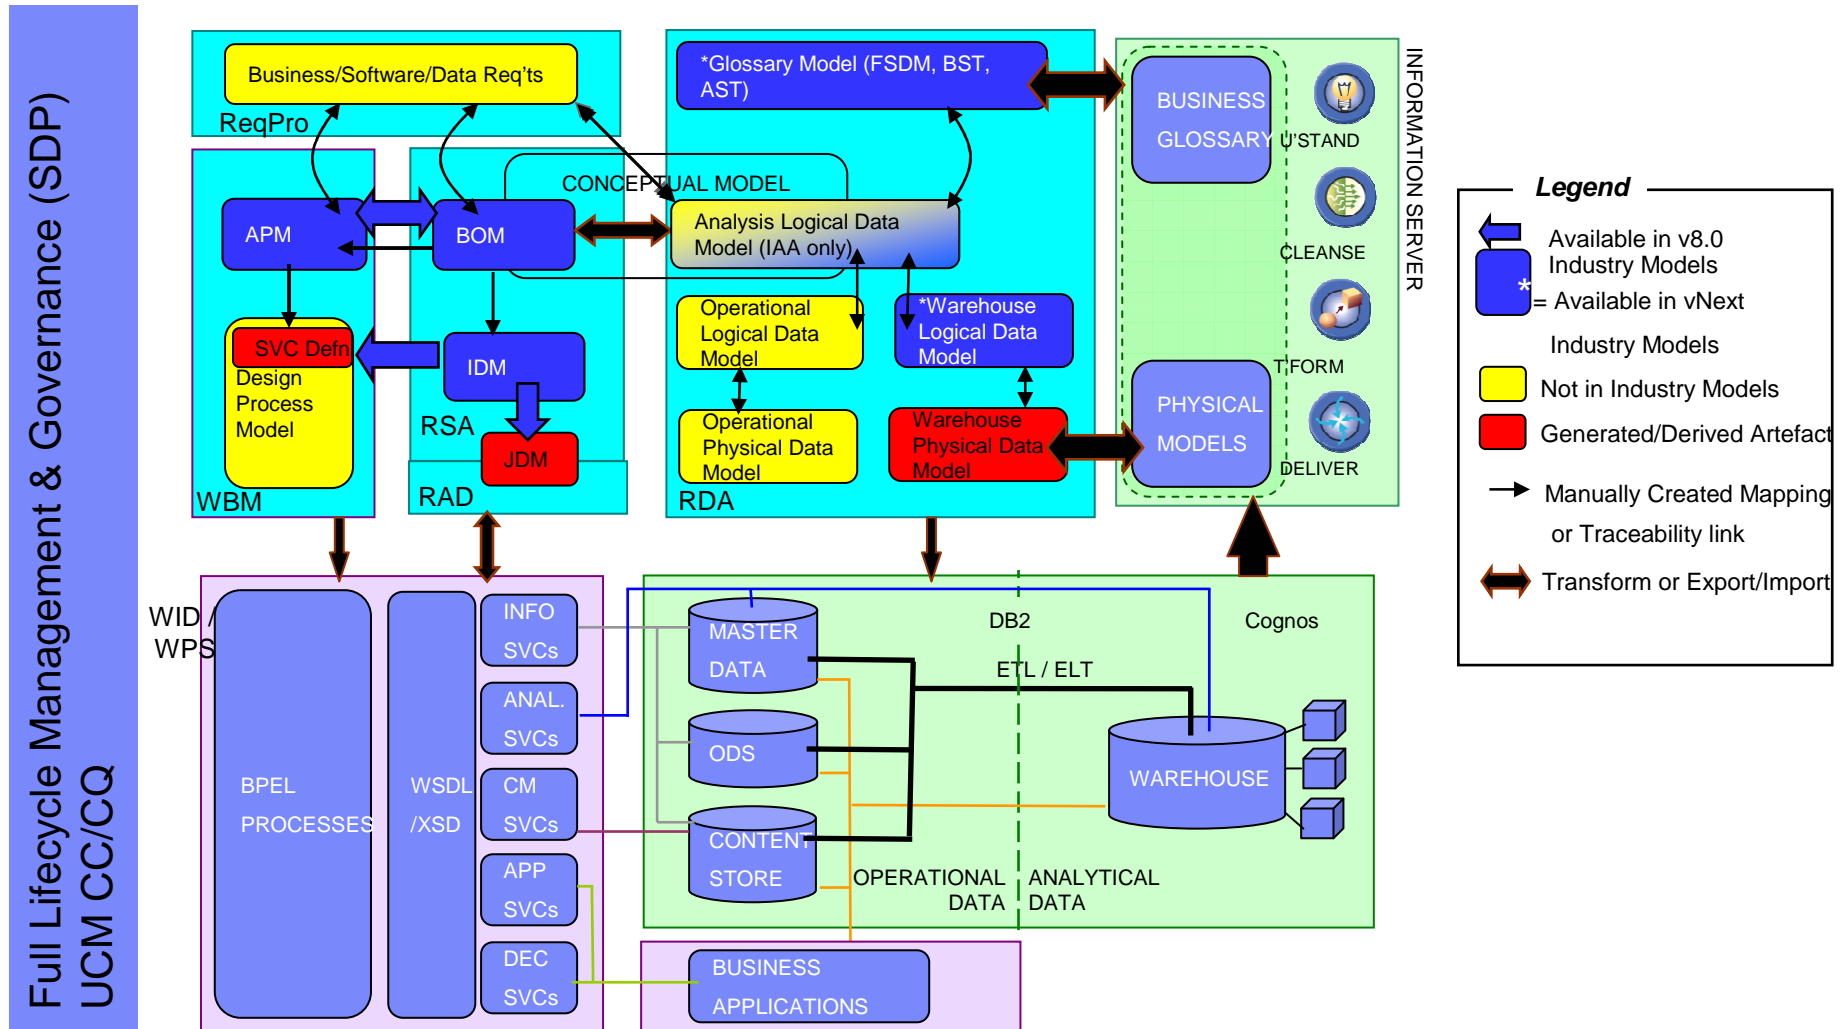 Full Lifecycle Management & Governance (SDP)
UCM CC/CQ
Business/Software/Data Req'ts
ReqPro
*Glossary Model (FSDM, BST,
AST)
BUSINESS
GLOSSARY
U'STAND
CLEANSE
T'FORM
DELIVER
INFORMATION SERVER
CONCEPTUAL MODEL
APM
BOM
Analysis Logical Data
Model (IAA only)
SVC Defn
Design
Process
Model
IDM
RSA
JDM
WBM
RAD
Operational
Logical Data
Model
*Warehouse
Logical Data
Model
Operational
Physical Data
Model
Warehouse
Physical Data
Model
RDA
PHYSICAL
MODELS
Legend
Available in v8.0
Industry Models
*
= Available in vNext
Industry Models
Not in Industry Models
Generated/Derived Artefact
Manually Created Mapping
or Traceability link
Transform or Export/Import
WID /
WPS
BPEL
PROCESSES
WSDL
/XSD
INFO
SVCs
ANAL.
SVCs
CM
SVCs
APP
SVCs
DEC
SVCs
MASTER
DATA
ODS
CONTENT
STORE
DB2
Cognos
ETL / ELT
WAREHOUSE
OPERATIONAL
DATA
ANALYTICAL
DATA
BUSINESS
APPLICATIONS